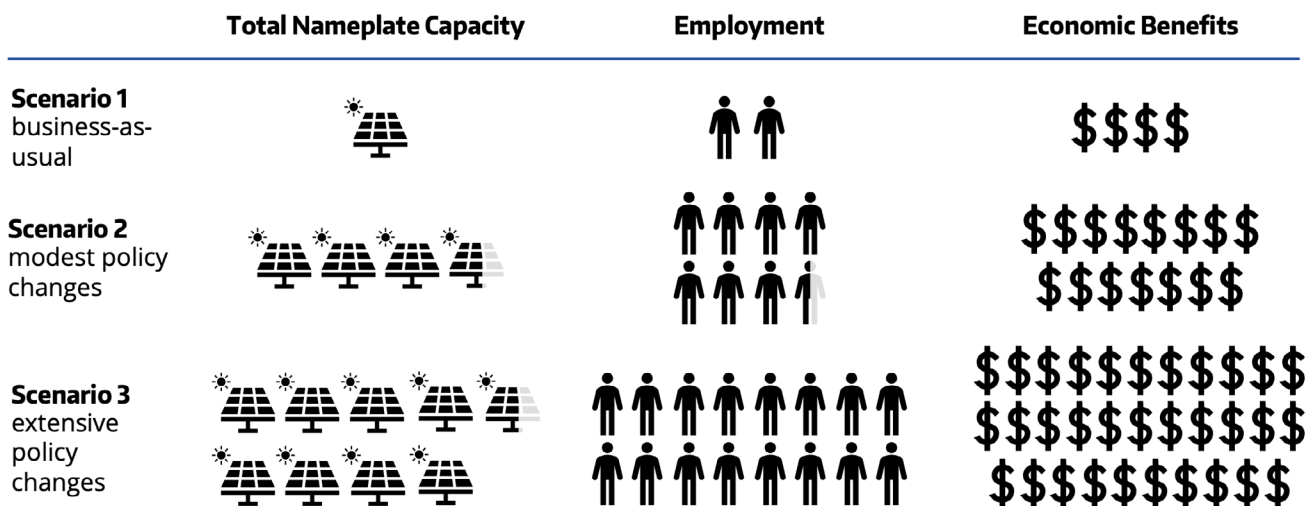 Total Nameplate Capacity Employment Economic Benefits
Scenario 1
business-as-
usual
$$$$
Scenario 2
modest policy
changes
$$$$$$$$
$$$$$$$
Scenario 3
extensive
policy
changes
$$$$$$$$$$$
$$$$$$$$$$$
$$$$$$$$$$